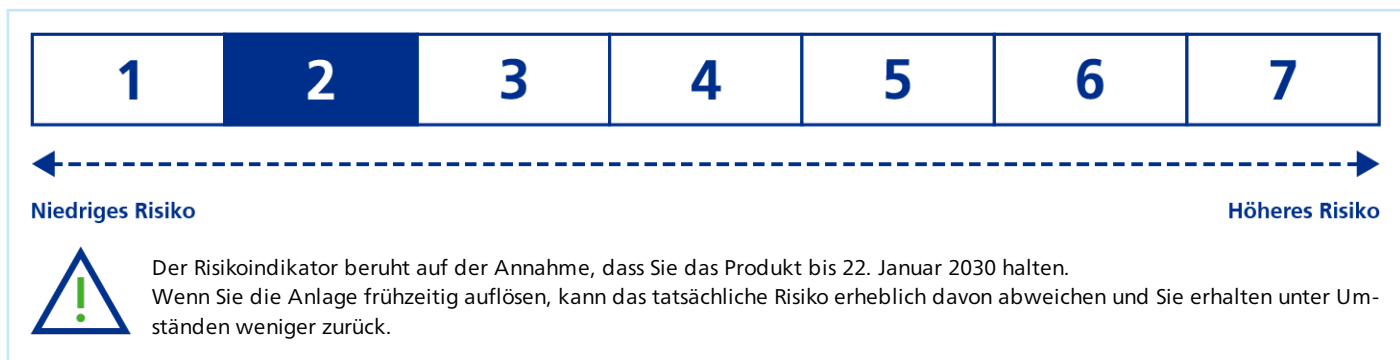 1 2 3 4 5 6 7
Niedriges Risiko Höheres Risiko
Der Risikoindikator beruht auf der Annahme, dass Sie das Produkt bis 22. Januar 2030 halten.
Wenn Sie die Anlage frühzeitig auflösen, kann das tatsächliche Risiko erheblich davon abweichen und Sie erhalten unter Um-
ständen weniger zurück.